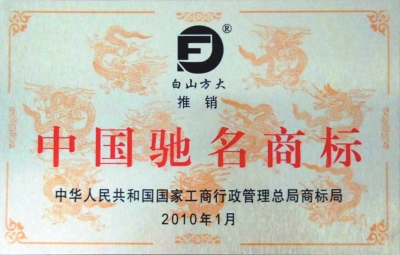 F
®
白山方大
推销
中国驰名商标
中华人民共和国国家工商行政管理总局商标局
2010年1月